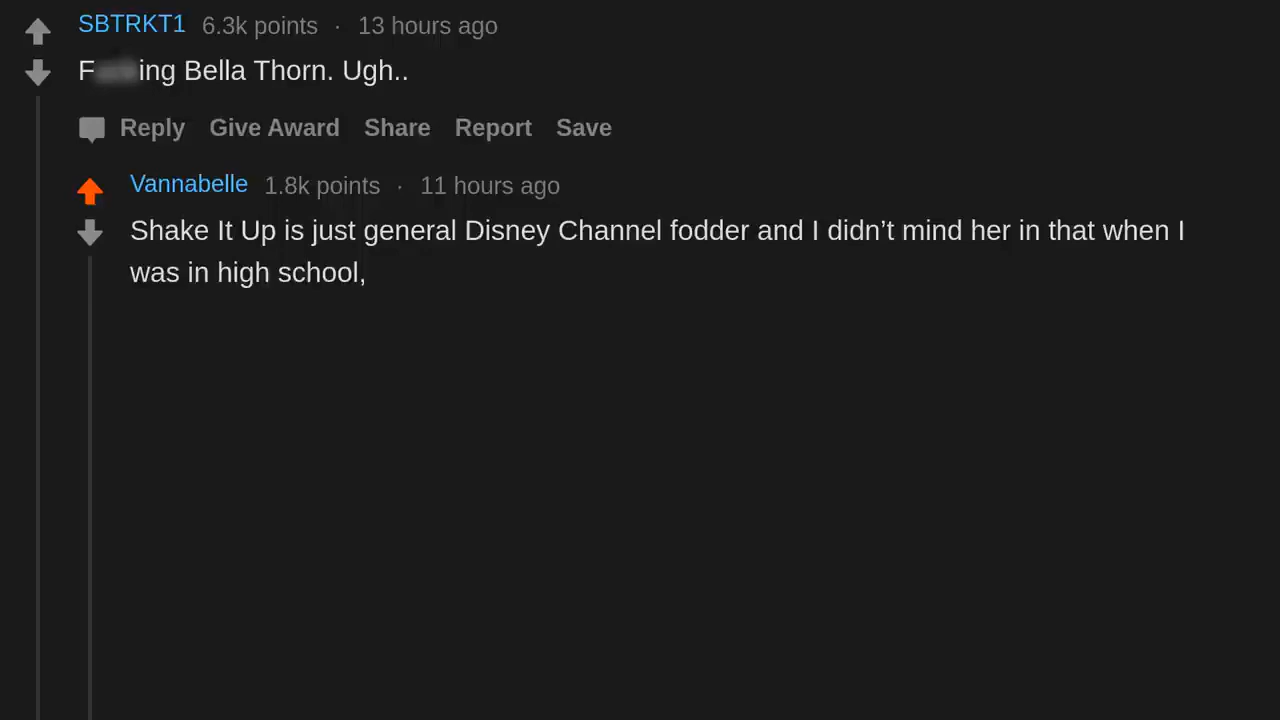 SBTRKT1 6.3k points · 13 hours ago
F ing Bella Thorn. Ugh..
Reply Give Award Share Report Save
Vannabelle 1.8k points · 11 hours ago
Shake It Up is just general Disney Channel fodder and I didn’t mind her in that when I
was in high school,